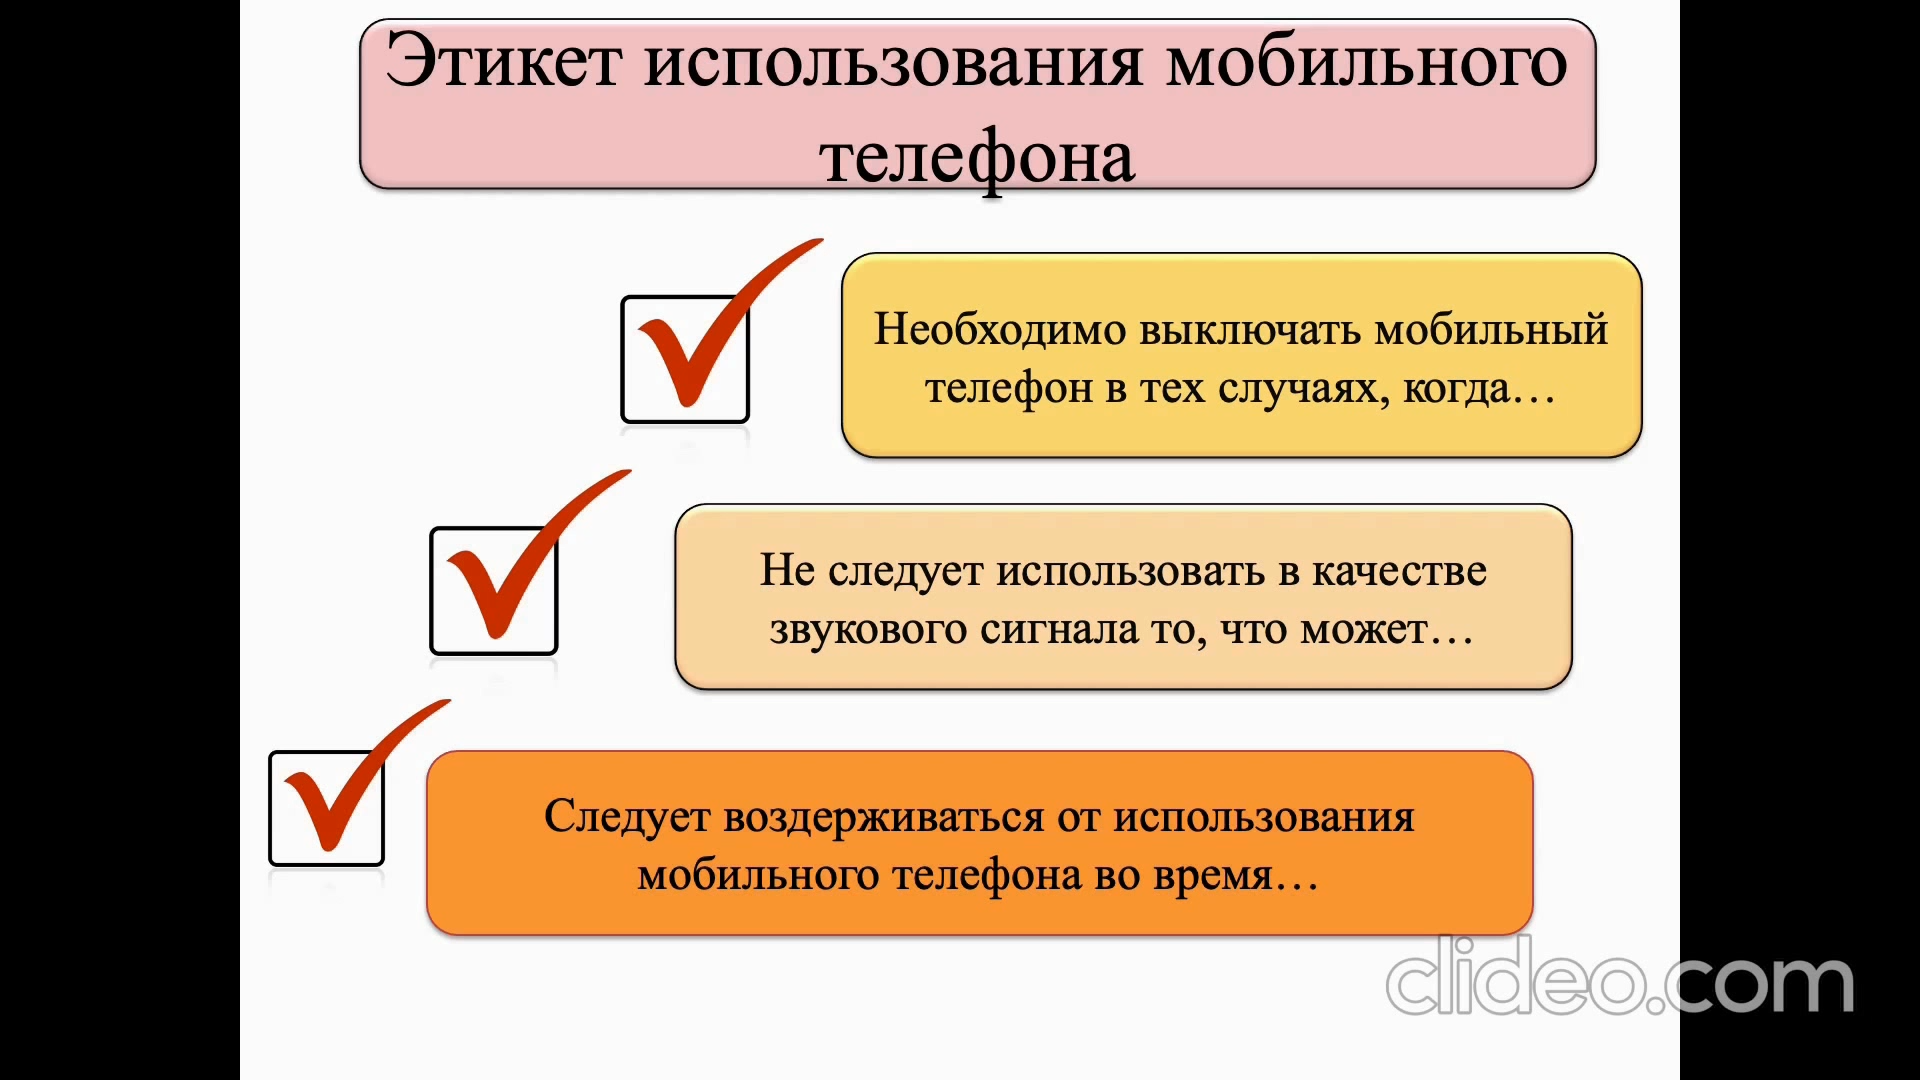 Этикет использования мобильного
телефона
Необходимо выключать мобильный
телефон в тех случаях, когда…
Не следует использовать в качестве
звукового сигнала то, что может…
Следует воздерживаться от использования
мобильного телефона во время…
clideo.com